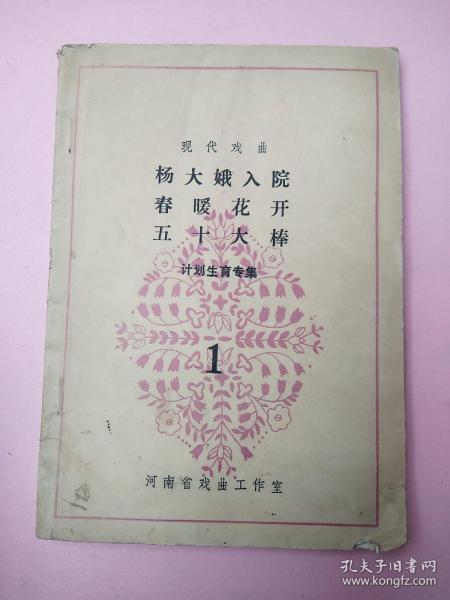 现代戏曲
杨大娥入院
春暖花开
五十大棒
计划生育专集
1
河南省戏曲工作室
孔夫子旧书网
www.kongfz.com